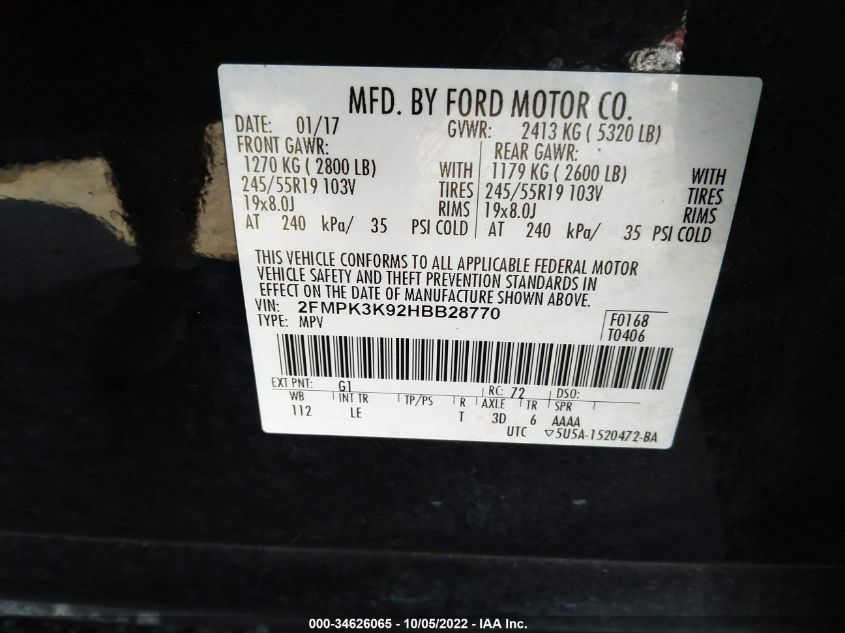 MFD. BY FORD MOTOR CO.
DATE: 01/17 GVWR: 2413 KG ( 5320 LB)
FRONT GAWR: REAR GAWR:
1270 KG ( 2800 LB) WITH 1179 KG ( 2600 LB) WITH
245/55R19 103V TIRES 245/55R19 103V TIRES
19x8.0J RIMS 19x8.0J RIMS
AT 240 kPa/ 35 PSI COLD AT 240 kPa/ 35 PSI COLD
THIS VEHICLE CONFORMS TO ALL APPLICABLE FEDERAL MOTOR
VEHICLE SAFETY AND THEFT PREVENTION STANDARDS IN
EFFECT ON THE DATE OF MANUFACTURE SHOWN ABOVE.
VIN: 2FMPK3K92HBB28770
TYPE: MPV
F0168
T0406
EXT PNT: G1 RC: 72 DSO:
WB INT TR TP/PS R AXLE TR SPR
112 LE T 3D 6 AAAA
UTC ▽5U5A-1520472-BA
000-34626065 - 10/05/2022 - IAA Inc.